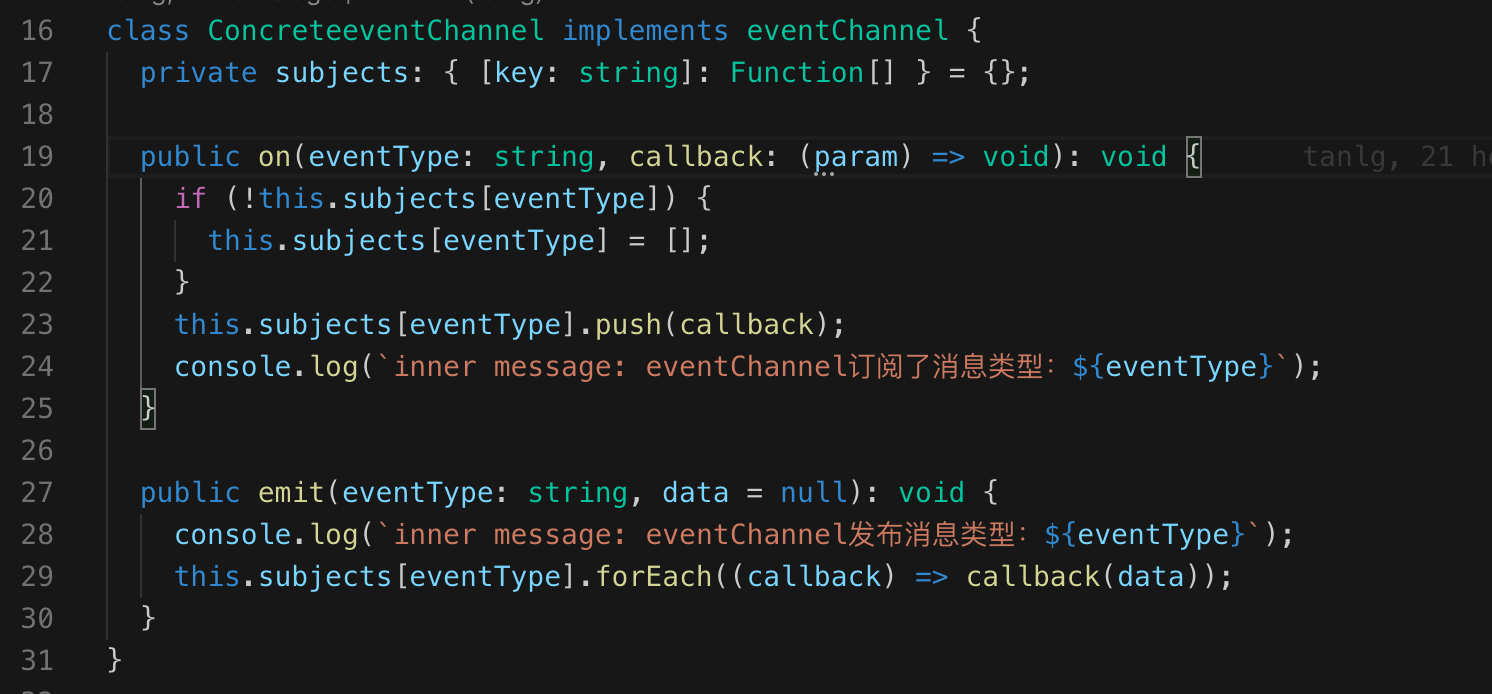 16 class ConcreteeventChannel implements eventChannel {
17 private subjects: { [key: string]: Function[] } = {};
18
19 public on(eventType: string, callback: (param) => void): void { tanlg, 21
20 if (!this.subjects[eventType]) {
21 this.subjects[eventType] = [];
22 }
23 this.subjects[eventType].push(callback);
24 console.log(`inner message: eventChannel订阅了消息类型：${eventType}`);
25 }
26
27 public emit(eventType: string, data = null): void {
28 console.log(`inner message: eventChannel发布消息类型：${eventType}`);
29 this.subjects[eventType].forEach((callback) => callback(data));
30 }
31 }